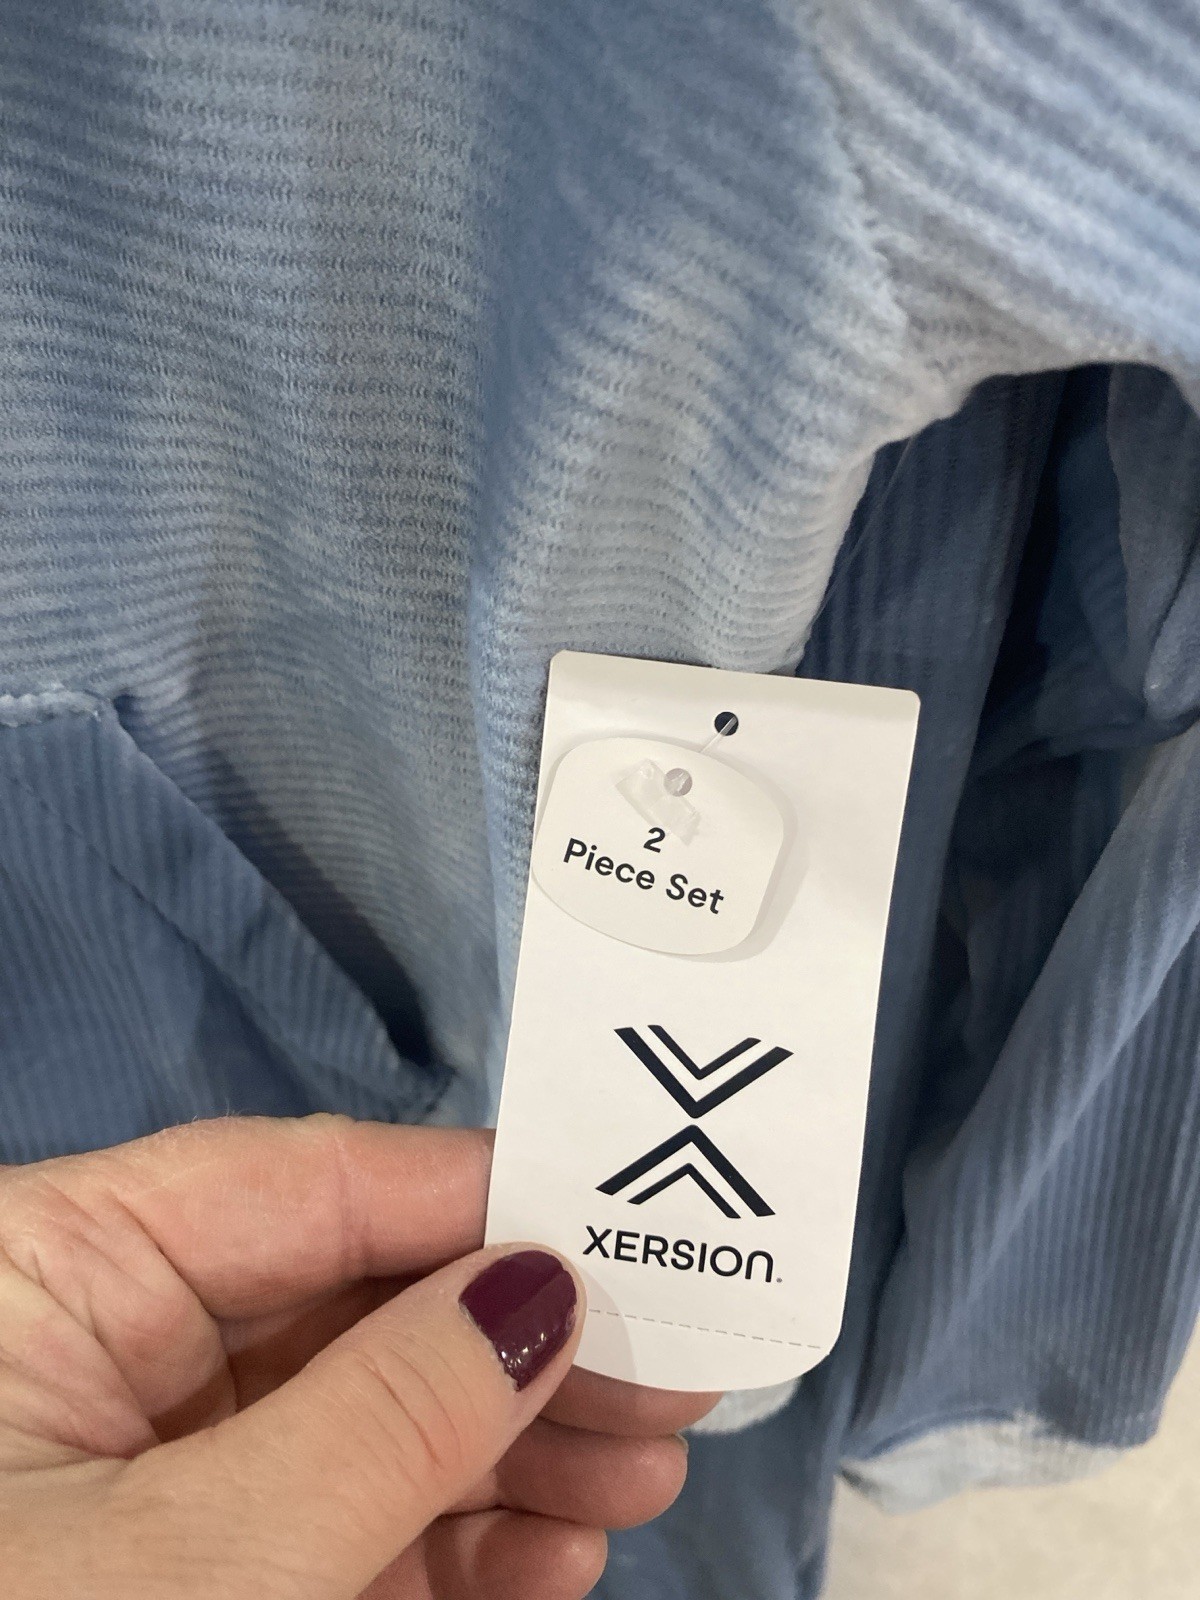 2
Piece Set
XERSION.